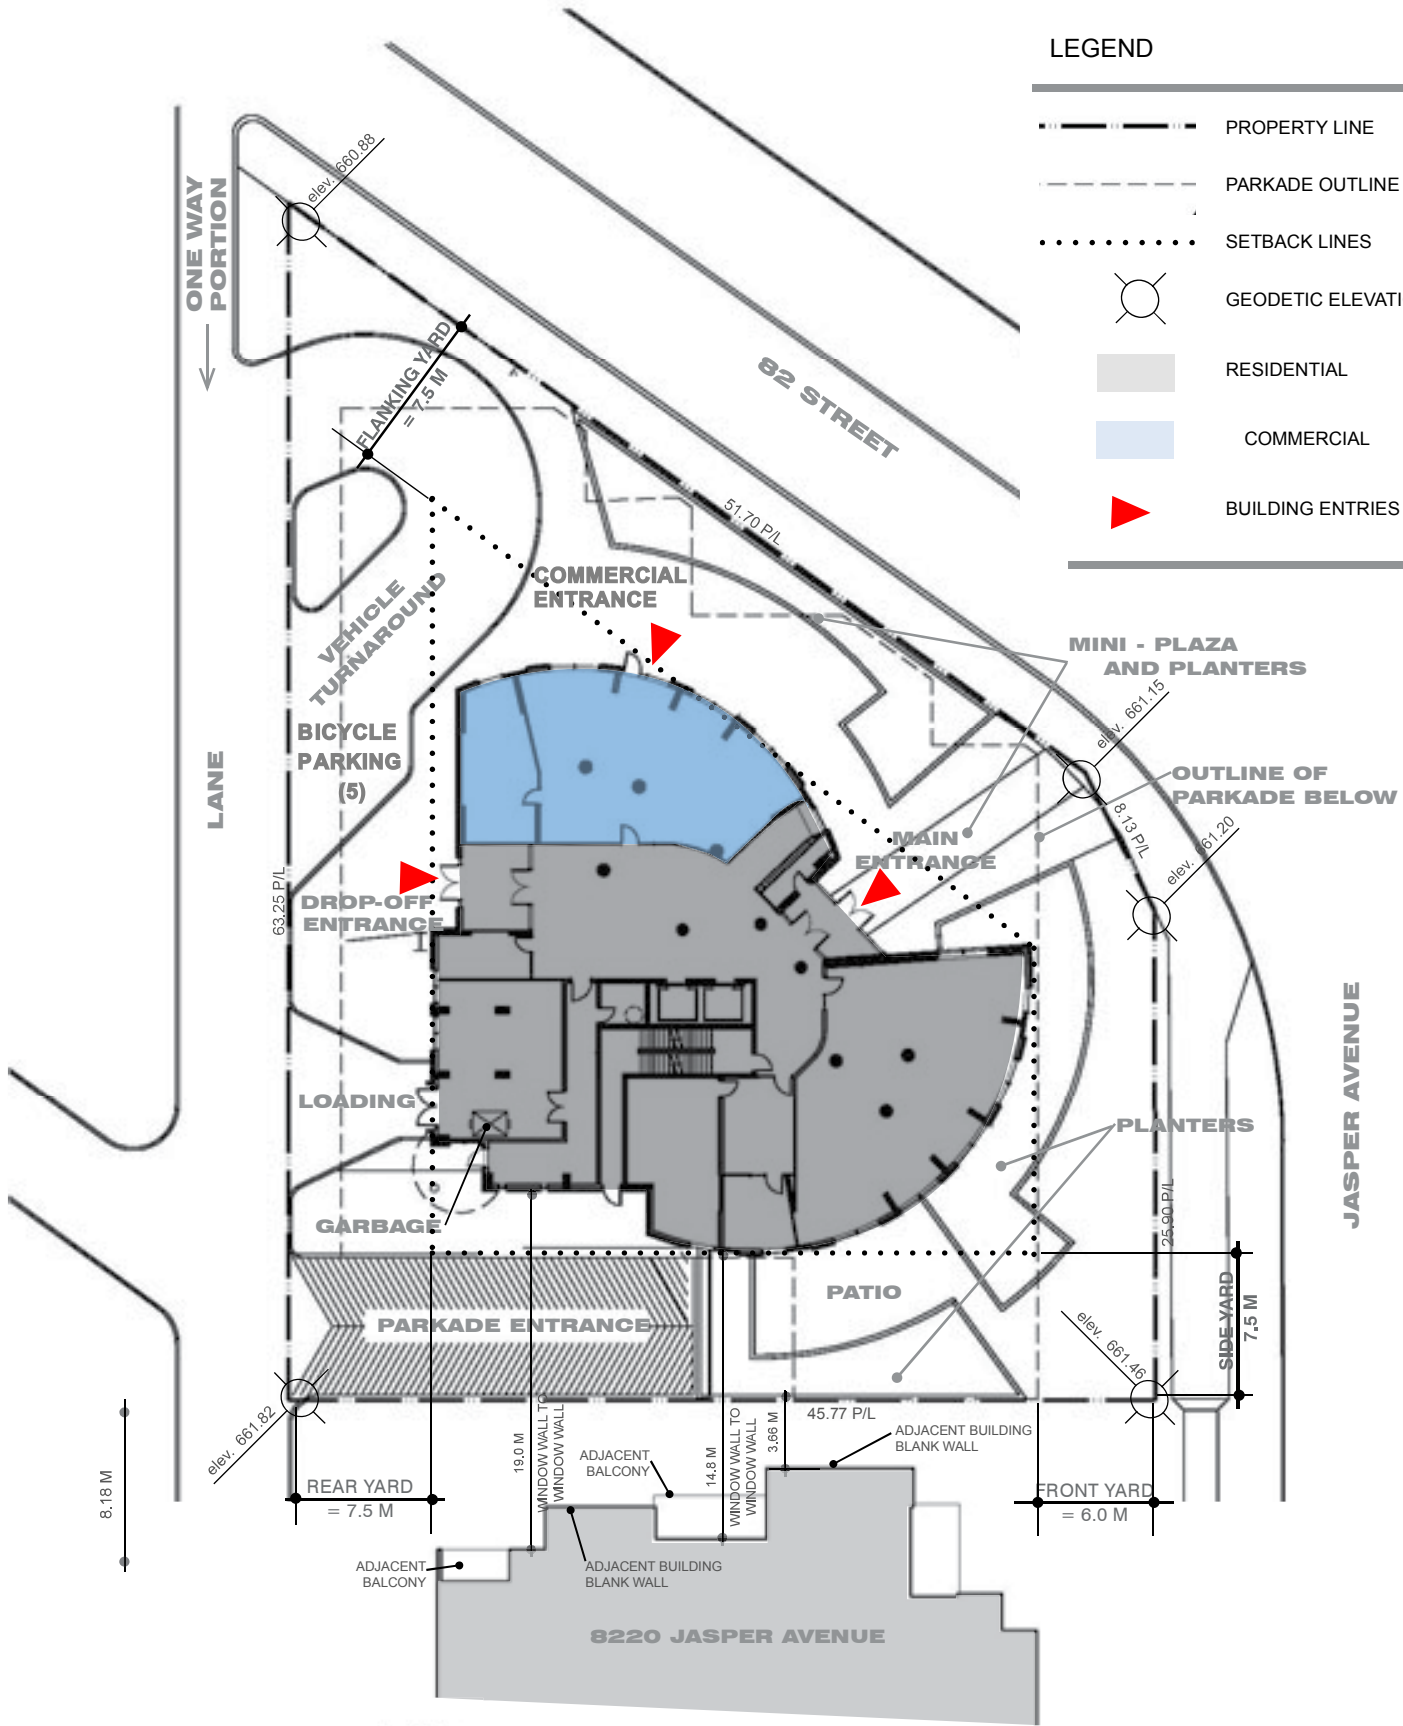 LEGEND
PROPERTY LINE
PARKADE OUTLINE
SETBACK LINES
GEODETIC ELEVATI
RESIDENTIAL
COMMERCIAL
BUILDING ENTRIES
elev. 660.88
ONE WAY
PORTION
FLANKING YARD
= 7.5 M
82 STREET
51.70 P/L
COMMERCIAL
ENTRANCE
VEHICLE
TURNAROUND
MINI - PLAZA
AND PLANTERS
elev. 661.15
BICYCLE
PARKING
(5)
LANE
OUTLINE OF
PARKADE BELOW
8.13 P/L
elev. 661.20
MAIN
ENTRANCE
63.25 P/L
DROP-OFF
ENTRANCE
JASPER AVENUE
LOADING
PLANTERS
GARBAGE
25.90 P/L
PATIO
SIDE YARD
7.5 M
PARKADE ENTRANCE
elev. 661.46
elev. 661.82
45.77 P/L
8.18 M
REAR YARD
= 7.5 M
19.0 M
WINDOW WALL TO
WINDOW WALL
ADJACENT
BALCONY
14.8 M
WINDOW WALL TO
WINDOW WALL
3.66 M
ADJACENT BUILDING
BLANK WALL
FRONT YARD
= 6.0 M
ADJACENT
BALCONY
ADJACENT BUILDING
BLANK WALL
8220 JASPER AVENUE